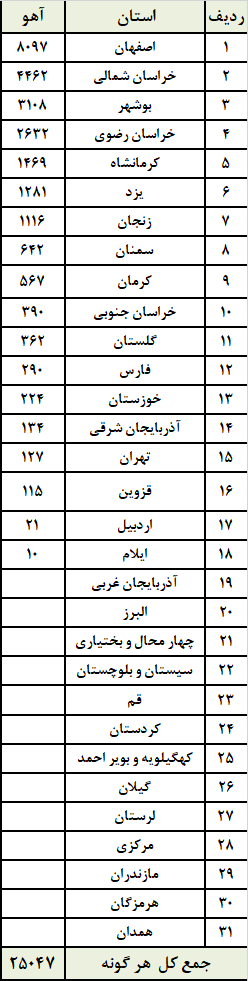 ردیف استان آهو
۱ اصفهان ۸۰۹۷
۲ خراسان شمالی ۴۴۶۲
۳ بوشهر ۳۱۰۸
۴ خراسان رضوی ۲۶۳۲
۵ کرمانشاه ۱۴۶۹
۶ یزد ۱۲۸۱
۷ زنجان ۱۱۱۶
۸ سمنان ۶۴۲
۹ کرمان ۵۶۷
۱۰ خراسان جنوبی ۳۹۰
۱۱ گلستان ۳۶۲
۱۲ فارس ۲۹۰
۱۳ خوزستان ۲۲۴
۱۴ آذربایجان شرقی ۱۳۴
۱۵ تهران ۱۲۷
۱۶ قزوین ۱۱۵
۱۷ اردبیل ۲۱
۱۸ ایلام ۱۰
۱۹ آذربایجان غربی
۲۰ البرز
۲۱ چهار محال و بختیاری
۲۲ سیستان و بلوچستان
۲۳ قم
۲۴ کردستان
۲۵ کهگیلویه و بویر احمد
۲۶ گیلان
۲۷ لرستان
۲۸ مرکزی
۲۹ مازندران
۳۰ هرمزگان
۳۱ همدان
جمع کل هر گونه ۲۵۰۴۷